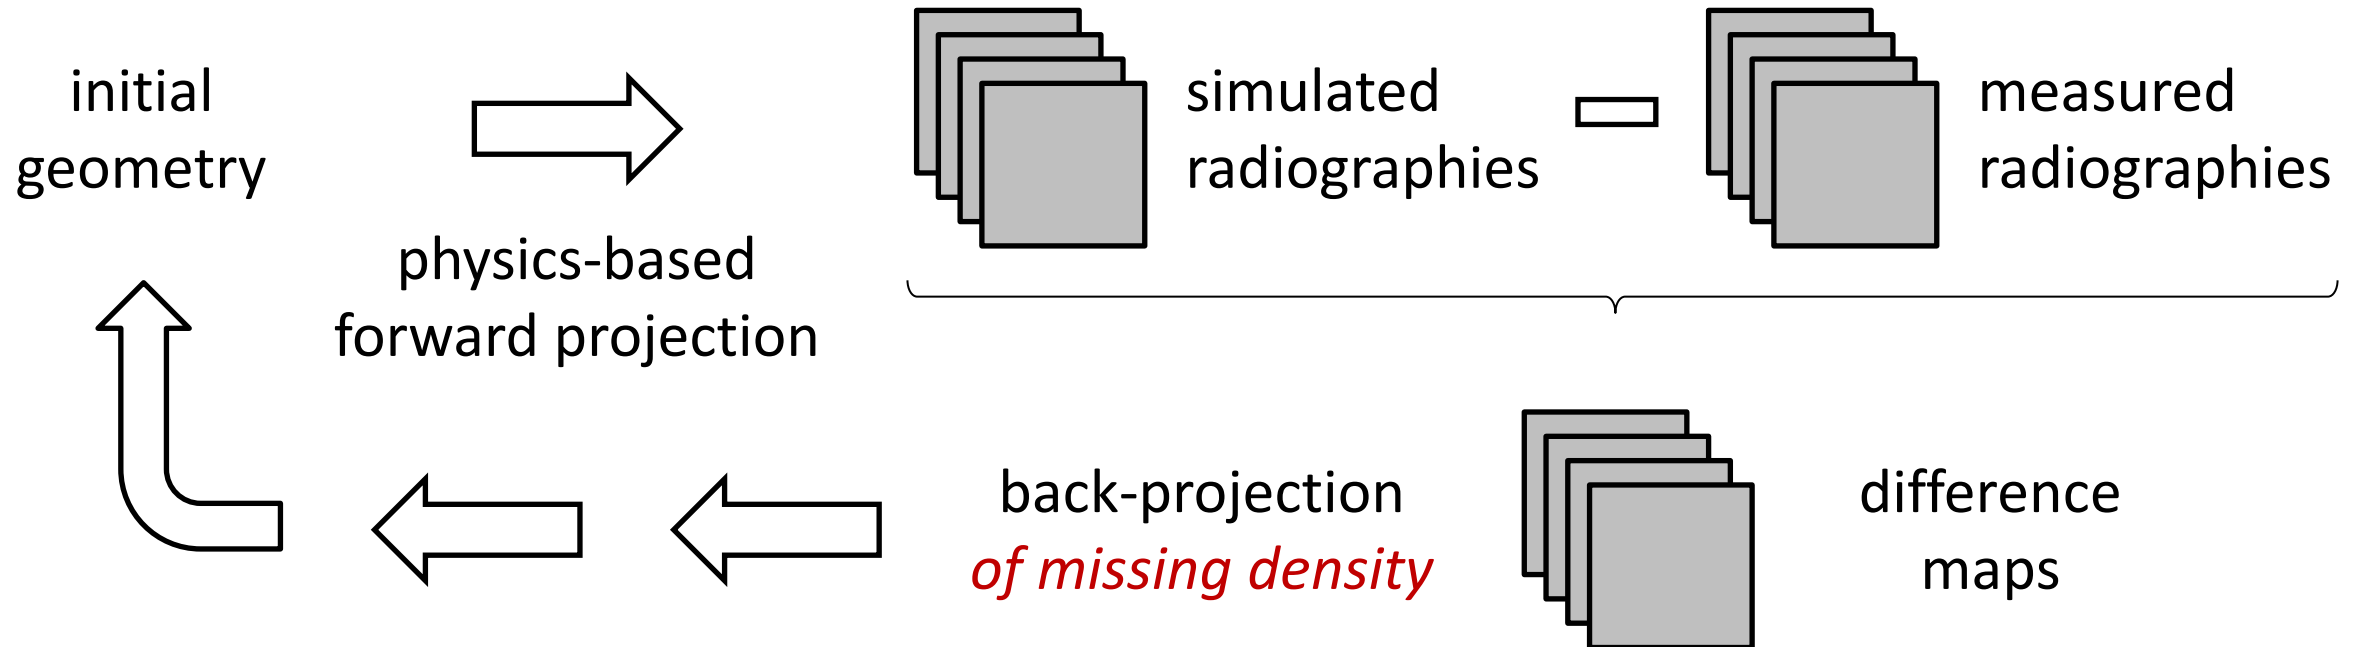 initial
geometry
physics-based
forward projection
simulated
radiographies
measured
radiographies
back-projection
of missing density
difference
maps